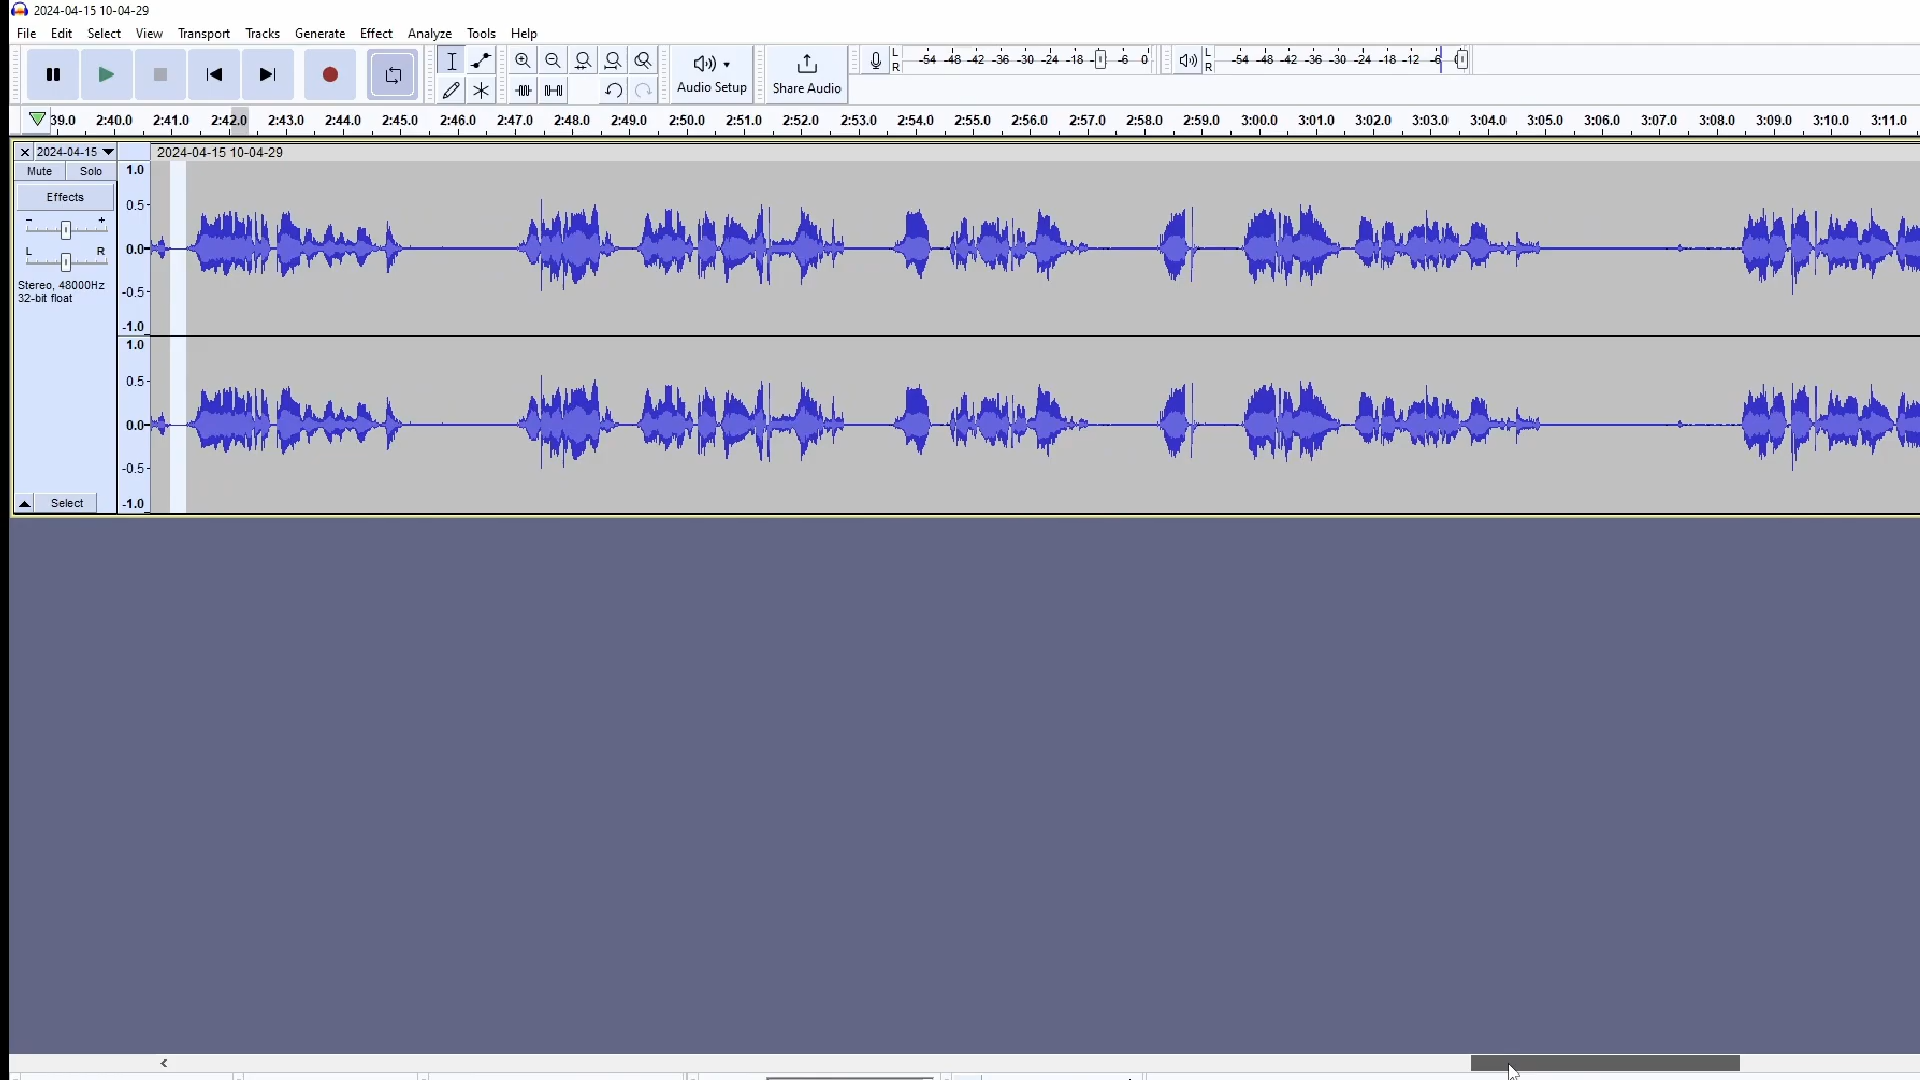 2024-04-15 10-04-29
File Edit Select View Transport Tracks Generate Effect Analyze Tools Help
Audio Setup
Share Audio
L
R
-54 -48 -42 -36 -30 -24 -18 -6 0
L
R
-54 -48 -42 -36 -30 -24 -18 -12 -6
39.0 2:40.0 2:41.0 2:42.0 2:43.0 2:44.0 2:45.0 2:46.0 2:47.0 2:48.0 2:49.0 2:50.0 2:51.0 2:52.0 2:53.0 2:54.0 2:55.0 2:56.0 2:57.0 2:58.0 2:59.0 3:00.0 3:01.0 3:02.0 3:03.0 3:04.0 3:05.0 3:06.0 3:07.0 3:08.0 3:09.0 3:10.0 3:11.0
2024-04-15
2024-04-15 10-04-29
Mute Solo
Effects
- +
L R
Stereo, 48000Hz
32-bit float
Select
1.0
0.5
0.0
-0.5
-1.0
1.0
0.5
0.0
-0.5
-1.0